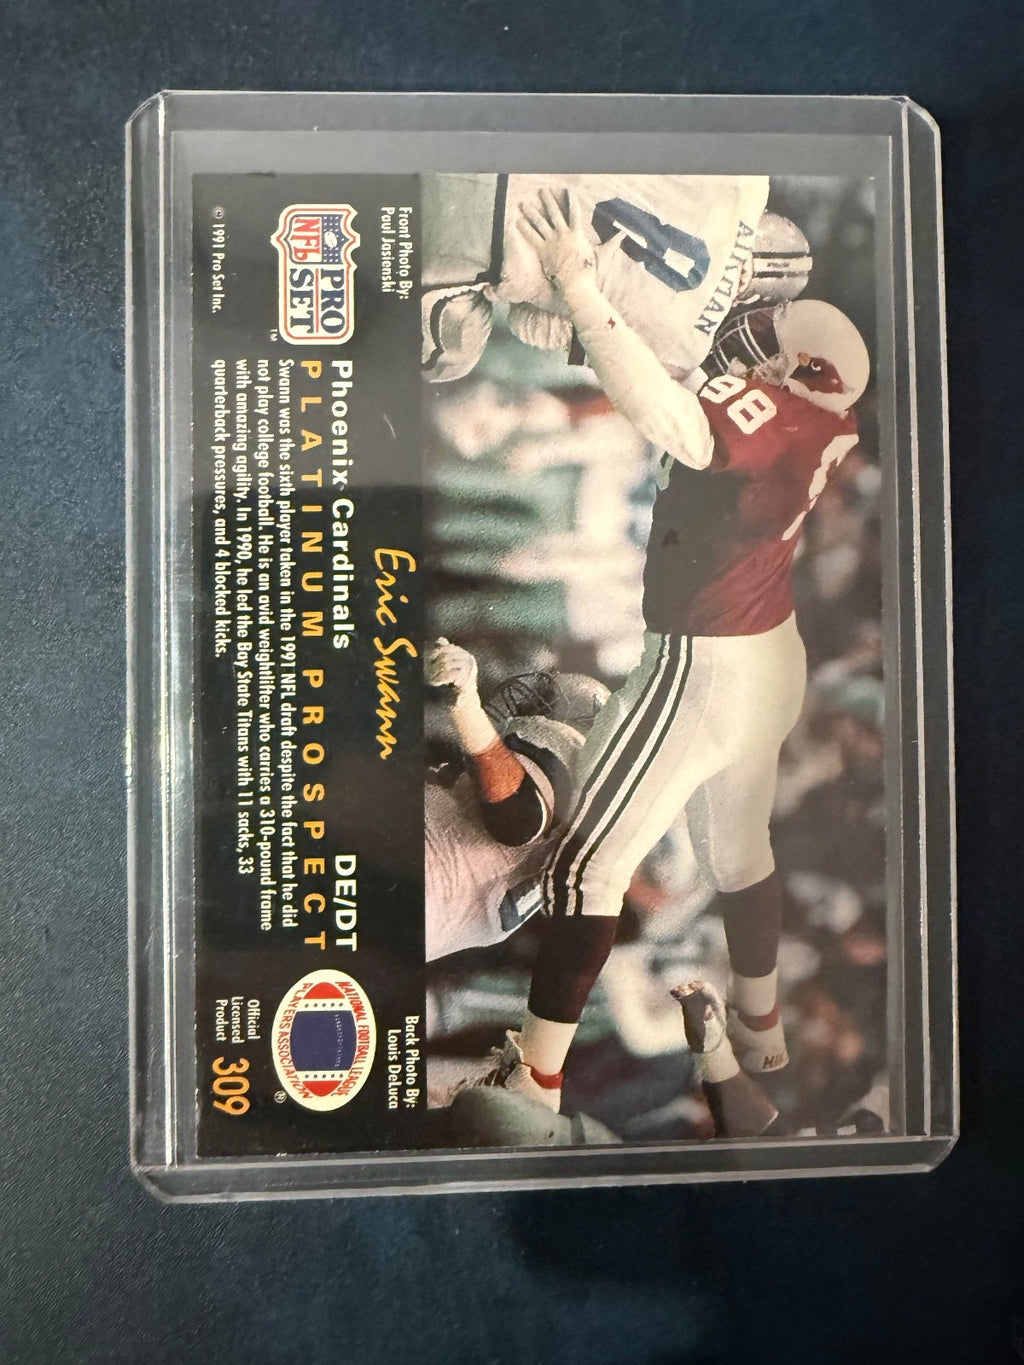 AIKMAN
8
98
9
Eric Swann
Front Photo By:
Paul Jasienski
Back Photo By:
Louis DeLuca
PRO
NFL SET
™
Phoenix Cardinals DE/DT
PLATINUM PROSPECT
Swann was the sixth player taken in the 1991 NFL draft despite the fact that he did
not play college football. He is an avid weightlifter who carries a 310-pound frame
with amazing agility. In 1990, he led the Bay State Titans with 11 sacks, 33
quarterback pressures, and 4 blocked kicks.
© 1991 Pro Set Inc.
NATIONAL FOOTBALL LEAGUE
PLAYERS ASSOCIATION
®
Official
Licensed
Product
309